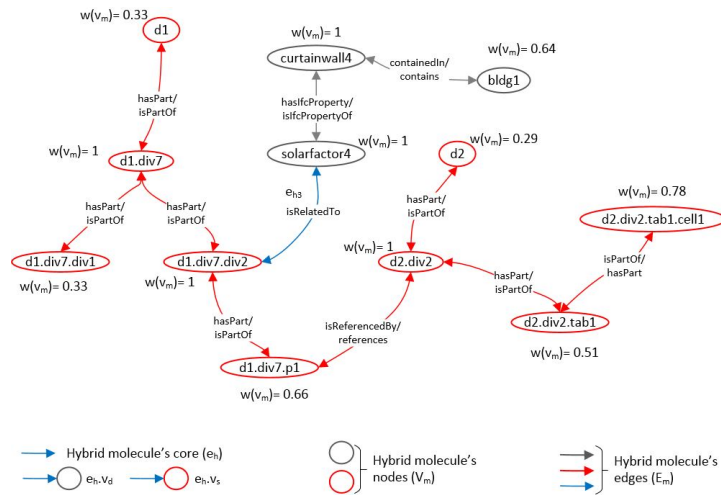 w(vm)= 0.33
d1
w(vm)= 1
curtainwall4
containedIn/
contains
w(vm)= 0.64
bldg1
hasPart/
isPartOf
hasIfcProperty/
isIfcPropertyOf
w(vm)= 1
d1.div7
solarfactor4
w(vm)= 1
d2
w(vm)= 0.29
eh3
isRelatedTo
hasPart/
isPartOf
hasPart/
isPartOf
hasPart/
isPartOf
w(vm)= 0.78
d2.div2.tab1.cell1
d1.div7.div1
w(vm)= 0.33
d1.div7.div2
w(vm)= 1
w(vm)= 1
d2.div2
hasPart/
isPartOf
isPartOf/
hasPart
hasPart/
isPartOf
isReferencedBy/
references
d2.div2.tab1
w(vm)= 0.51
d1.div7.p1
w(vm)= 0.66
Hybrid molecule's core (eh)
eh.vd
eh.vs
Hybrid molecule's
nodes (Vm)
Hybrid molecule's
edges (Em)